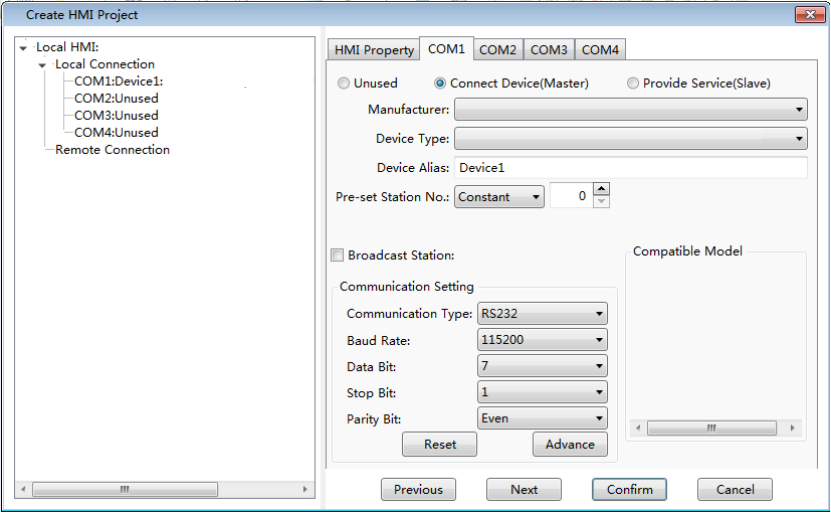 Create HMI Project
Local HMI:
Local Connection
COM1:Device1:
COM2:Unused
COM3:Unused
COM4:Unused
Remote Connection
HMI Property COM1 COM2 COM3 COM4
Unused Connect Device(Master) Provide Service(Slave)
Manufacturer:
Device Type:
Device Alias: Device1
Pre-set Station No.: Constant 0
Broadcast Station:
Compatible Model
Communication Setting
Communication Type: RS232
Baud Rate: 115200
Data Bit: 7
Stop Bit: 1
Parity Bit: Even
Reset Advance
Previous Next Confirm Cancel